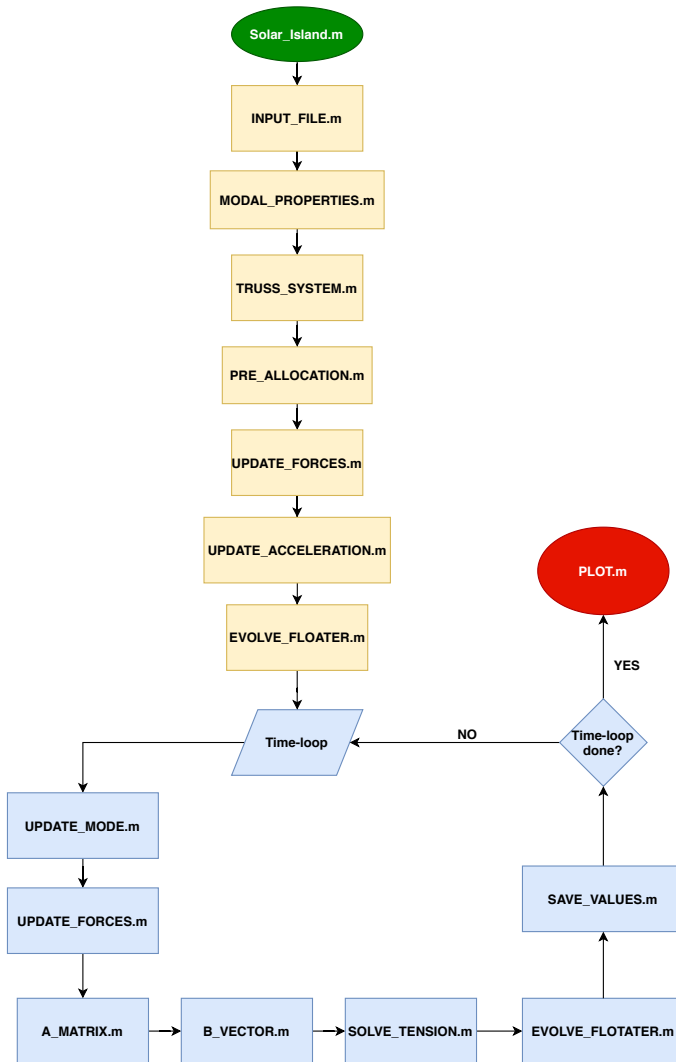 Solar_Island.m
INPUT_FILE.m
MODAL_PROPERTIES.m
TRUSS_SYSTEM.m
PRE_ALLOCATION.m
UPDATE_FORCES.m
UPDATE_ACCELERATION.m
EVOLVE_FLOATER.m
Time-loop
UPDATE_MODE.m
UPDATE_FORCES.m
A_MATRIX.m
B_VECTOR.m
SOLVE_TENSION.m
EVOLVE_FLOTATER.m
SAVE_VALUES.m
Time-loop
done?
NO
YES
PLOT.m